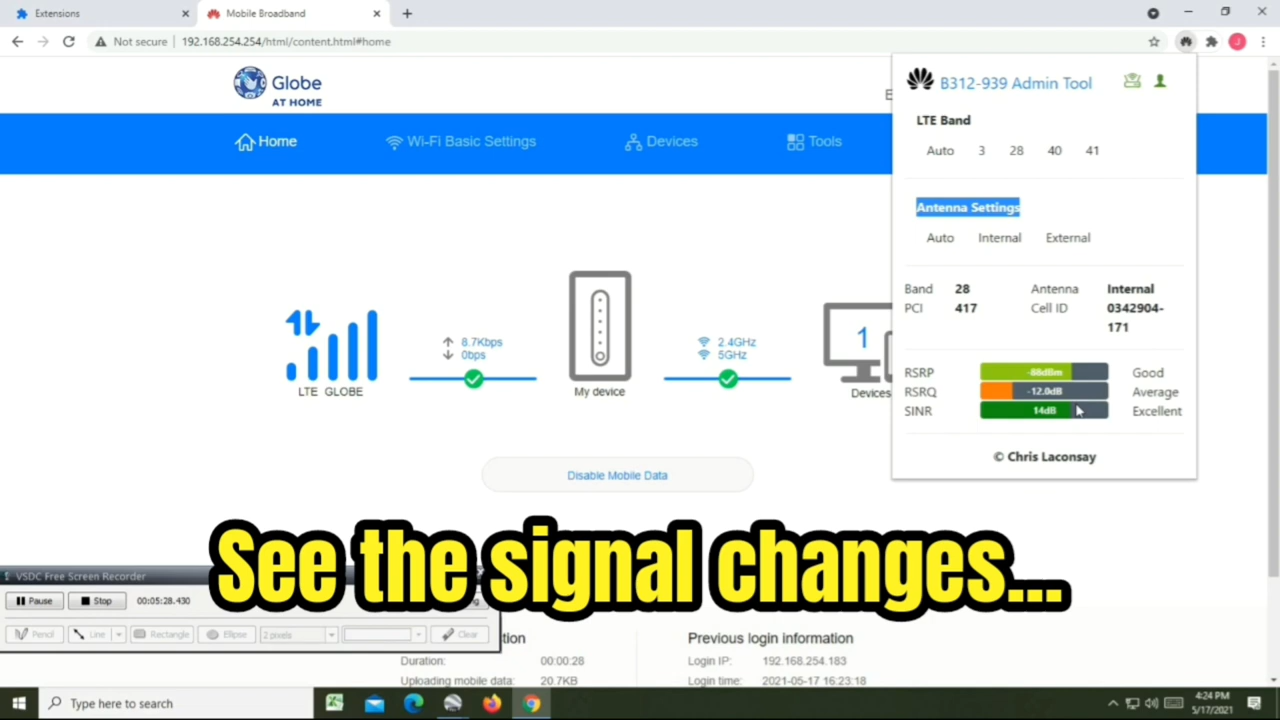 Extensions
Mobile Broadband
Not secure
192.168.254.254/html/content.html#home
J
Globe
AT HOME
Home
Wi-Fi Basic Settings
Devices
Tools
B312-939 Admin Tool
LTE Band
Auto 3 28 40 41
Antenna Settings
Auto Internal External
Band 28 Antenna Internal
PCI 417 Cell ID 0342904-
171
RSRP -88dBm Good
RSRQ -12.0dB Average
SINR 14dB Excellent
© Chris Laconsay
8.7Kbps
0bps
2.4GHz
5GHz
1
LTE GLOBE
My device
Devices
Disable Mobile Data
See the signal changes...
VSDC Free Screen Recorder
Pause Stop 00:05:28.430
Pencil Line Rectangle Ellipse 2 pixels Clear
tion
Previous login information
Duration: 00:00:28
Login IP: 192.168.254.183
Uploading mobile data: 20.7KB
Login time: 2021-05-17 16:23:18
Type here to search
4:24 PM
5/17/2021